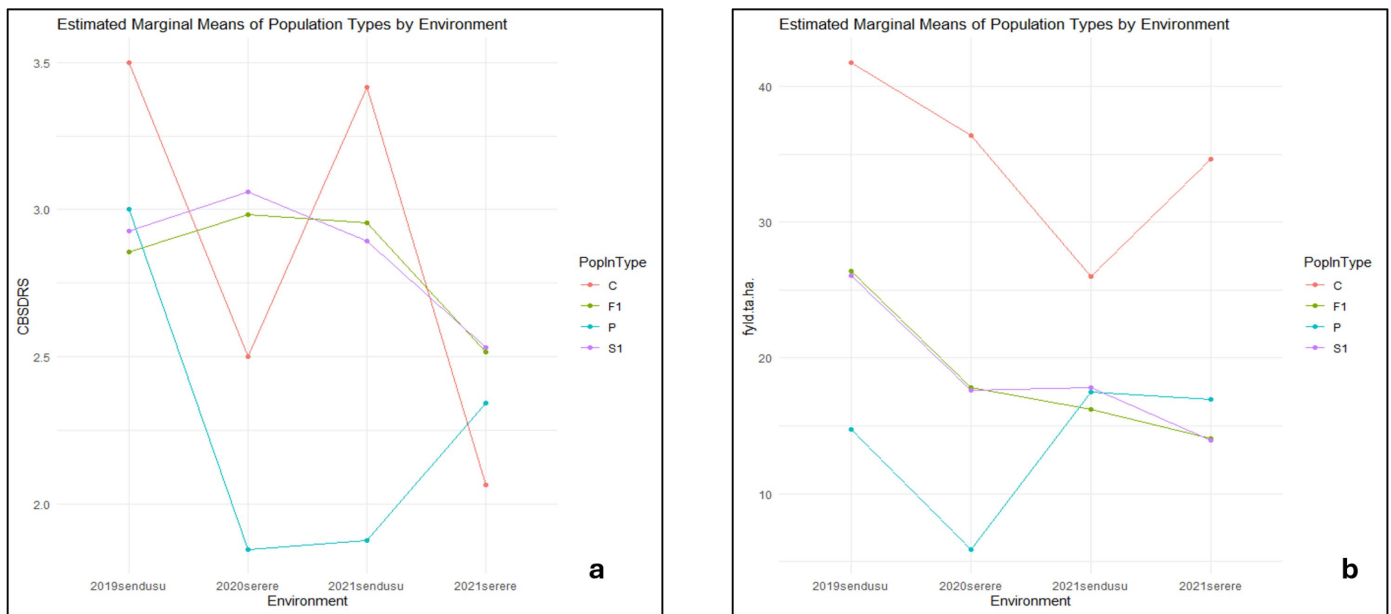 Estimated Marginal Means of Population Types by Environment
3.5
3.0
2.5
2.0
CBSDRS
2019sendusu 2020serere 2021sendusu 2021serere
Environment
PoplnType
C
F1
P
S1
a
Estimated Marginal Means of Population Types by Environment
40
30
20
10
fyld.ta.ha.
2019sendusu 2020serere 2021sendusu 2021serere
Environment
PoplnType
C
F1
P
S1
b